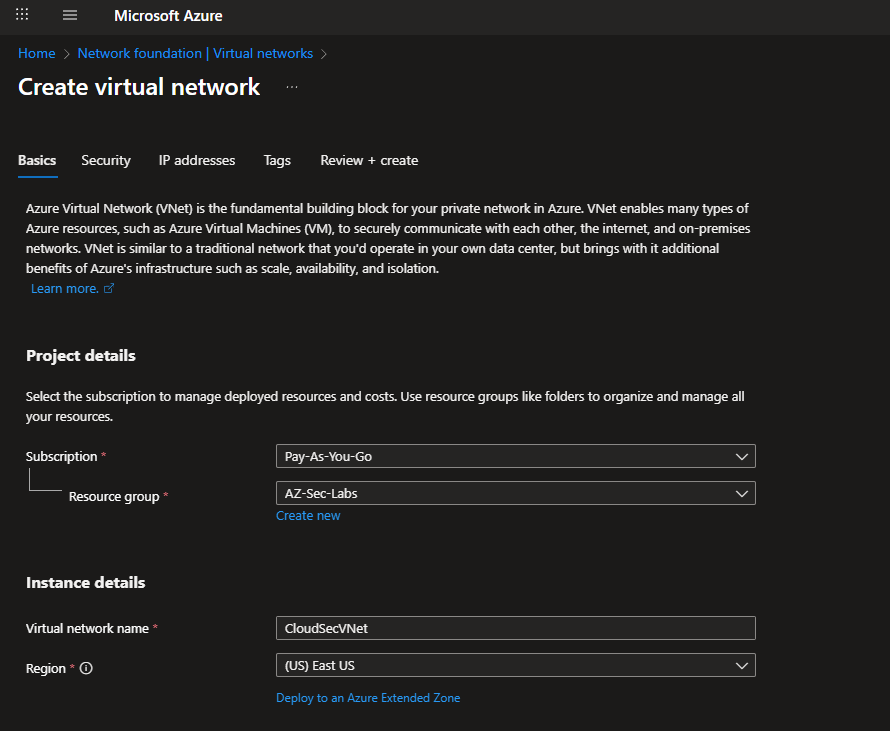 Microsoft Azure
Home > Network foundation | Virtual networks >
Create virtual network ...
Basics Security IP addresses Tags Review + create
Azure Virtual Network (VNet) is the fundamental building block for your private network in Azure. VNet enables many types of
Azure resources, such as Azure Virtual Machines (VM), to securely communicate with each other, the internet, and on-premises
networks. VNet is similar to a traditional network that you'd operate in your own data center, but brings with it additional
benefits of Azure's infrastructure such as scale, availability, and isolation.
Learn more.
Project details
Select the subscription to manage deployed resources and costs. Use resource groups like folders to organize and manage all
your resources.
Subscription * Pay-As-You-Go
Resource group * AZ-Sec-Labs
Create new
Instance details
Virtual network name * CloudSecVNet
Region * (US) East US
Deploy to an Azure Extended Zone